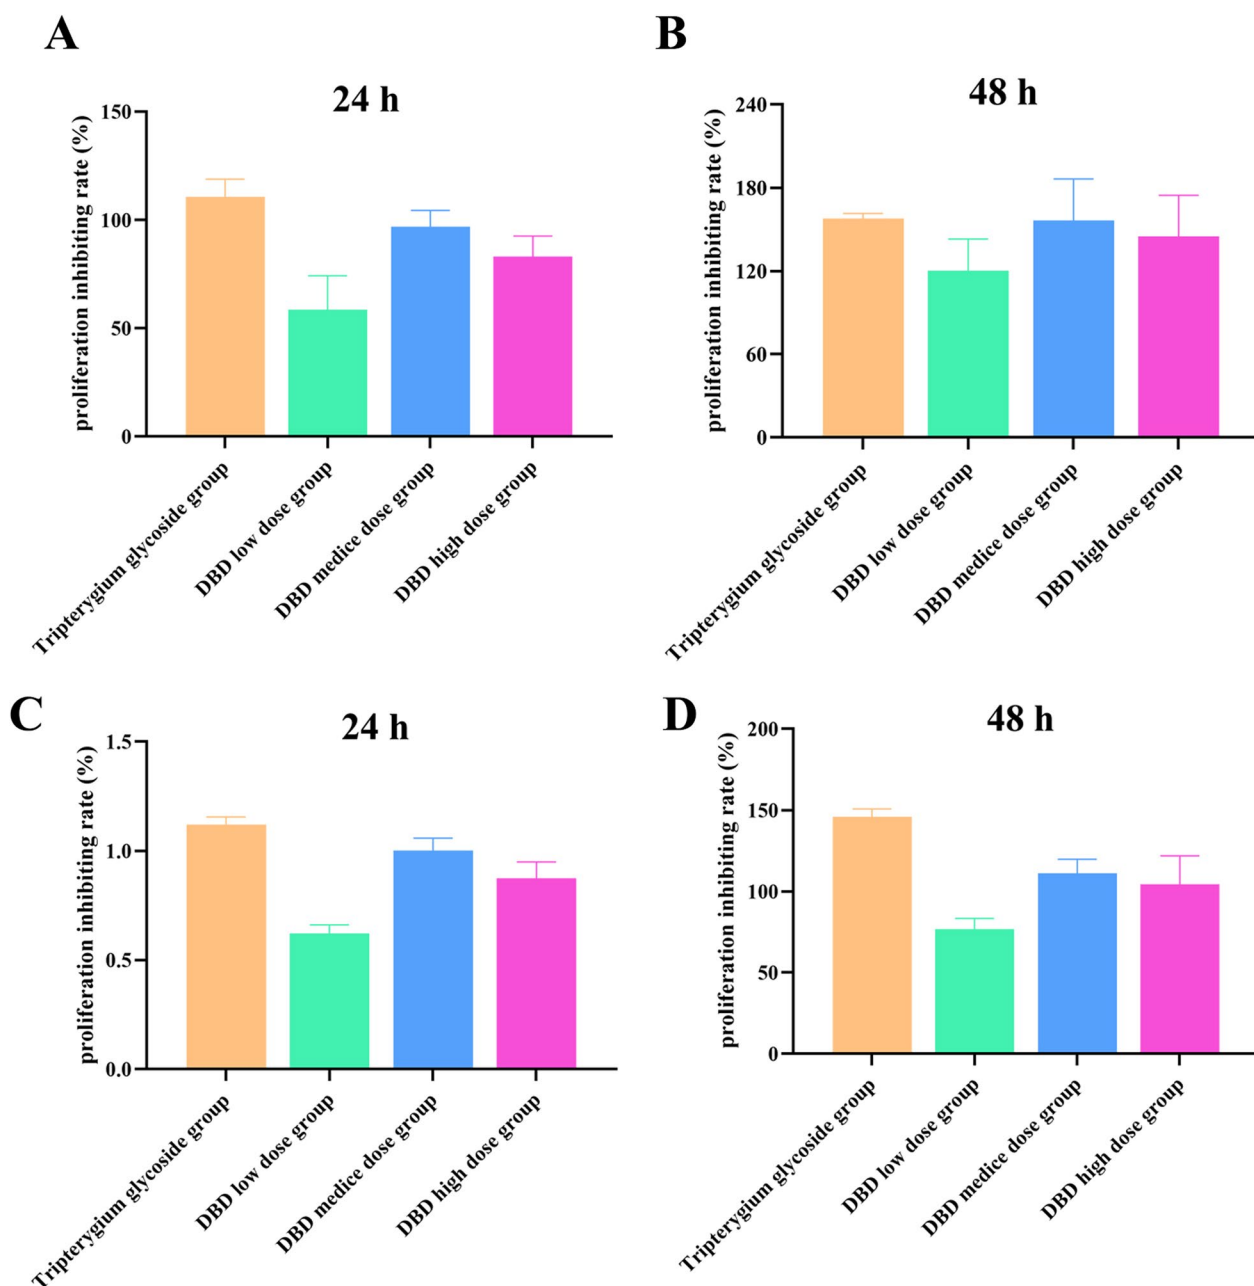 A
24 h
proliferation inhibiting rate (%)
150
100
50
0
Tripterygium glycoside group
DBD low dose group
DBD medice dose group
DBD high dose group
B
48 h
proliferation inhibiting rate (%)
240
180
120
60
0
Tripterygium glycoside group
DBD low dose group
DBD medice dose group
DBD high dose group
C
24 h
proliferation inhibiting rate (%)
1.5
1.0
0.5
0.0
Tripterygium glycoside group
DBD low dose group
DBD medice dose group
DBD high dose group
D
48 h
proliferation inhibiting rate (%)
200
150
100
50
0
Tripterygium glycoside group
DBD low dose group
DBD medice dose group
DBD high dose group